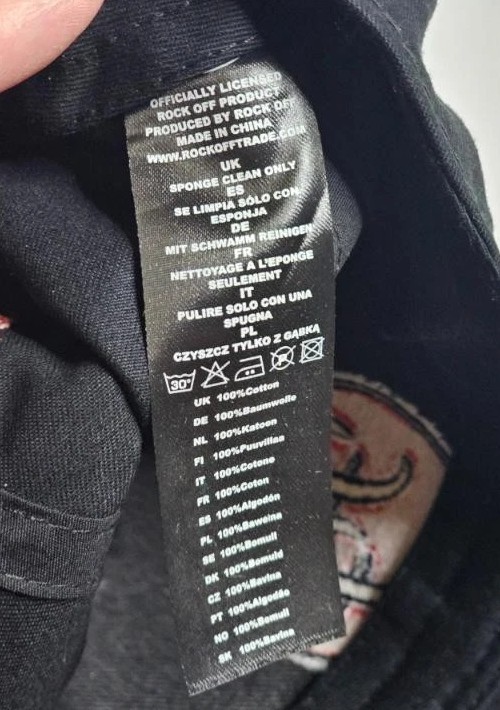 OFFICIALLY LICENSED
ROCK OFF PRODUCT
PRODUCED BY ROCK OFF
MADE IN CHINA
WWW.ROCKOFFTRADE.COM
UK
SPONGE CLEAN ONLY
ES
SE LIMPIA SÓLO CON
ESPONJA
DE
MIT SCHWAMM REINIGEN
FR
NETTOYAGE A L'EPONGE
SEULEMENT
IT
PULIRE SOLO CON UNA
SPUGNA
PL
CZYSZCZ TYLKO Z GĄBKĄ
30°
UK 100%Cotton
DE 100%Baumwolle
NL 100%Katoen
FI 100%Puuvillaa
IT 100%Cotone
FR 100%Coton
ES 100%Algodón
PL 100%Bawelna
SE 100%Bomull
DK 100%Bomuld
CZ 100%Bavlna
PT 100%Algodão
NO 100%Bomull
SK 100%Bavlna